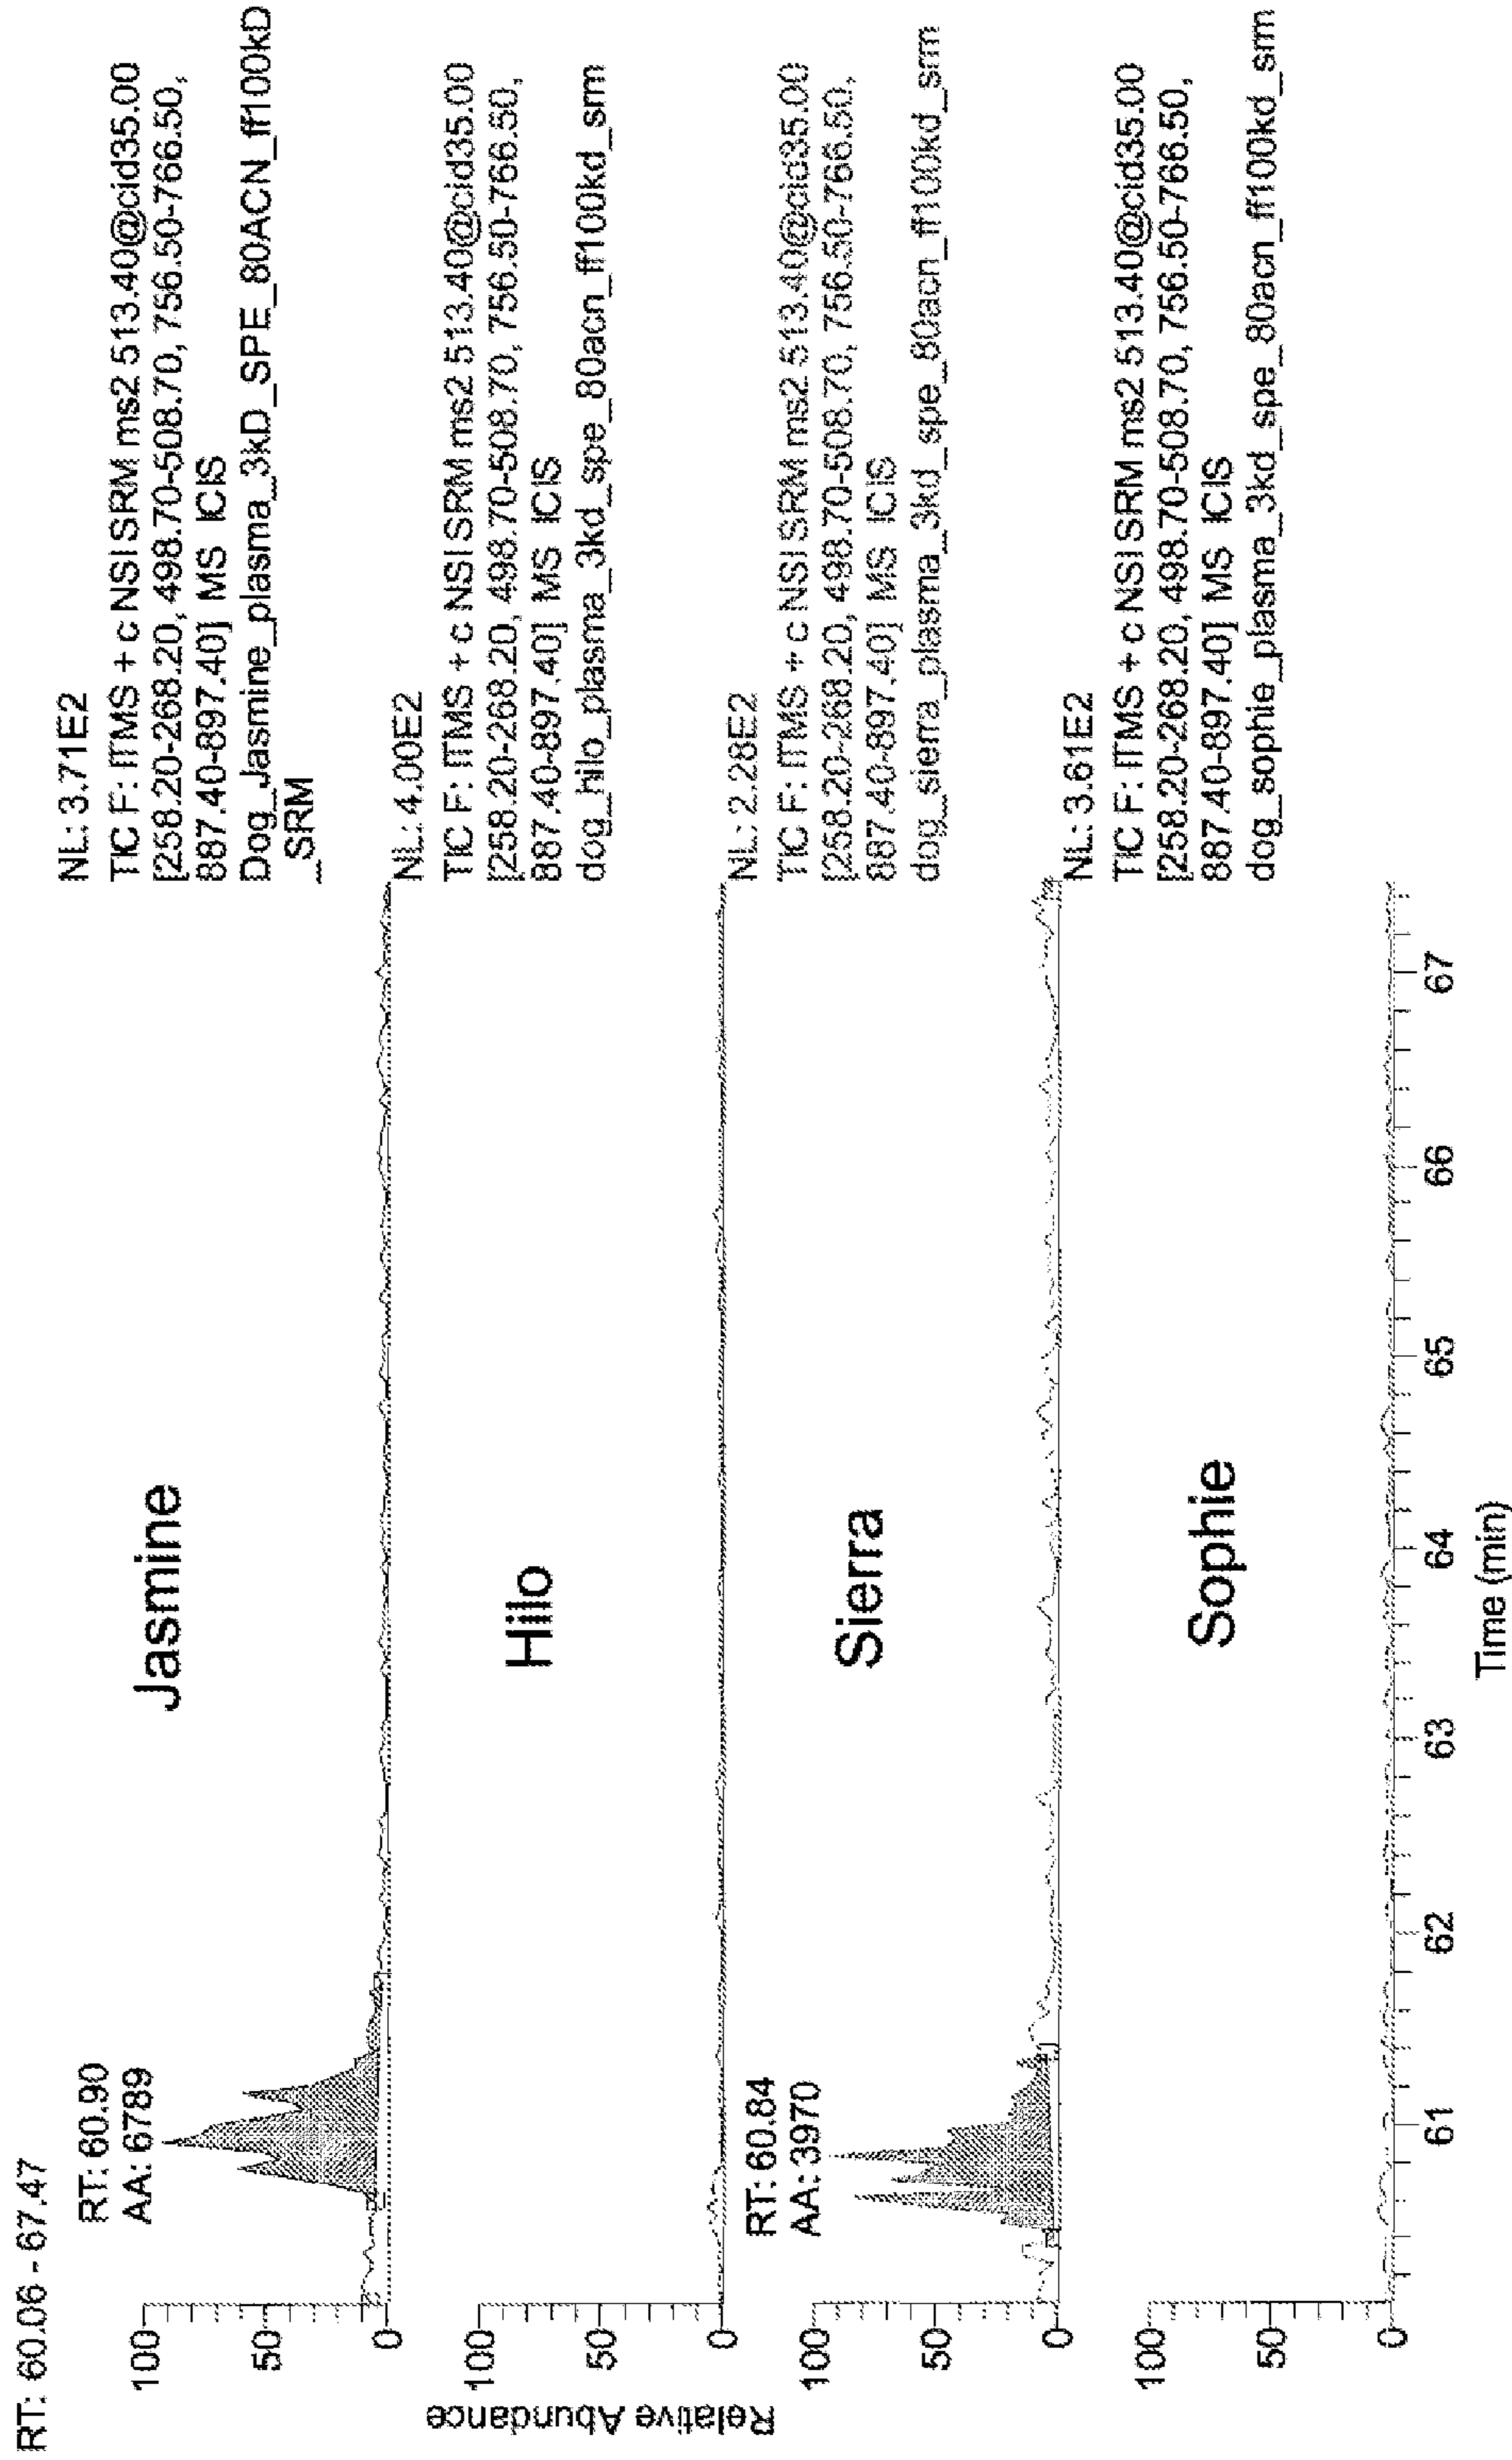 RT: 60.06 - 67.47
RT: 60.90
AA: 6789
Jasmine
NL: 3.71E2
TIC F: ITMS + c NSI SRM ms2 513.40@cid35.00
[258.20-268.20, 498.70-508.70, 756.50-766.50,
887.40-897.40] MS ICIS
Dog_Jasmine_plasma_3kD_SPE_80ACN_ff100kD
_SRM
100
50
0
Hilo
NL: 4.00E2
TIC F: ITMS + c NSI SRM ms2 513.40@cid35.00
[258.20-268.20, 498.70-508.70, 756.50-766.50,
887.40-897.40] MS ICIS
dog_hilo_plasma_3kd_spe_80acn_ff100kd_srm
100
50
0
Relative Abundance
RT: 60.84
AA: 3970
Sierra
NL: 2.28E2
TIC F: ITMS + c NSI SRM ms2 513.40@cid35.00
[258.20-268.20, 498.70-508.70, 756.50-766.50,
887.40-897.40] MS ICIS
dog_sierra_plasma_3kd_spe_80acn_ff100kd_srm
100
50
0
Sophie
NL: 3.61E2
TIC F: ITMS + c NSI SRM ms2 513.40@cid35.00
[258.20-268.20, 498.70-508.70, 756.50-766.50,
887.40-897.40] MS ICIS
dog_sophie_plasma_3kd_spe_80acn_ff100kd_srm
100
50
0
61 62 63 64 65 66 67
Time (min)